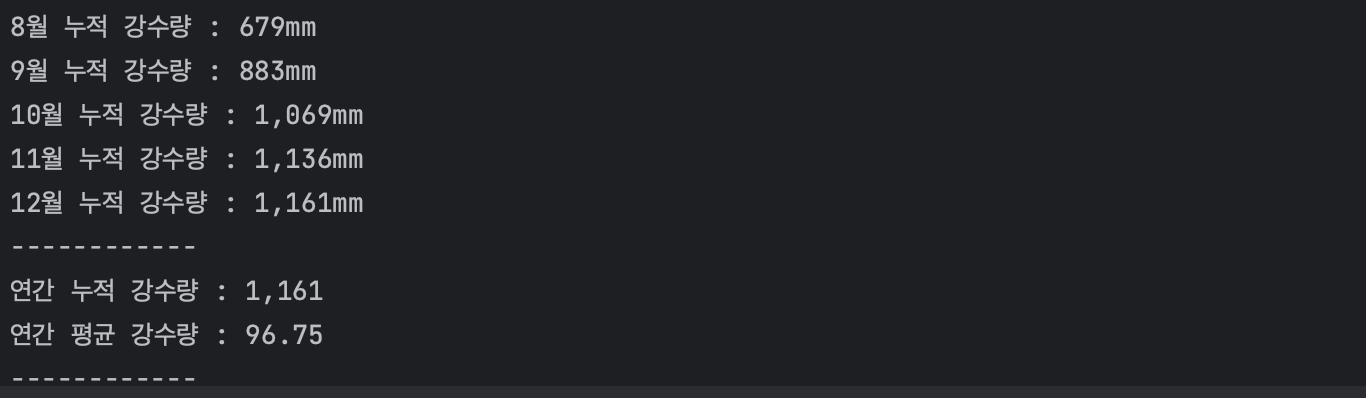 8월 누적 강수량 : 679mm
9월 누적 강수량 : 883mm
10월 누적 강수량 : 1,069mm
11월 누적 강수량 : 1,136mm
12월 누적 강수량 : 1,161mm
------------
연간 누적 강수량 : 1,161
연간 평균 강수량 : 96.75
------------